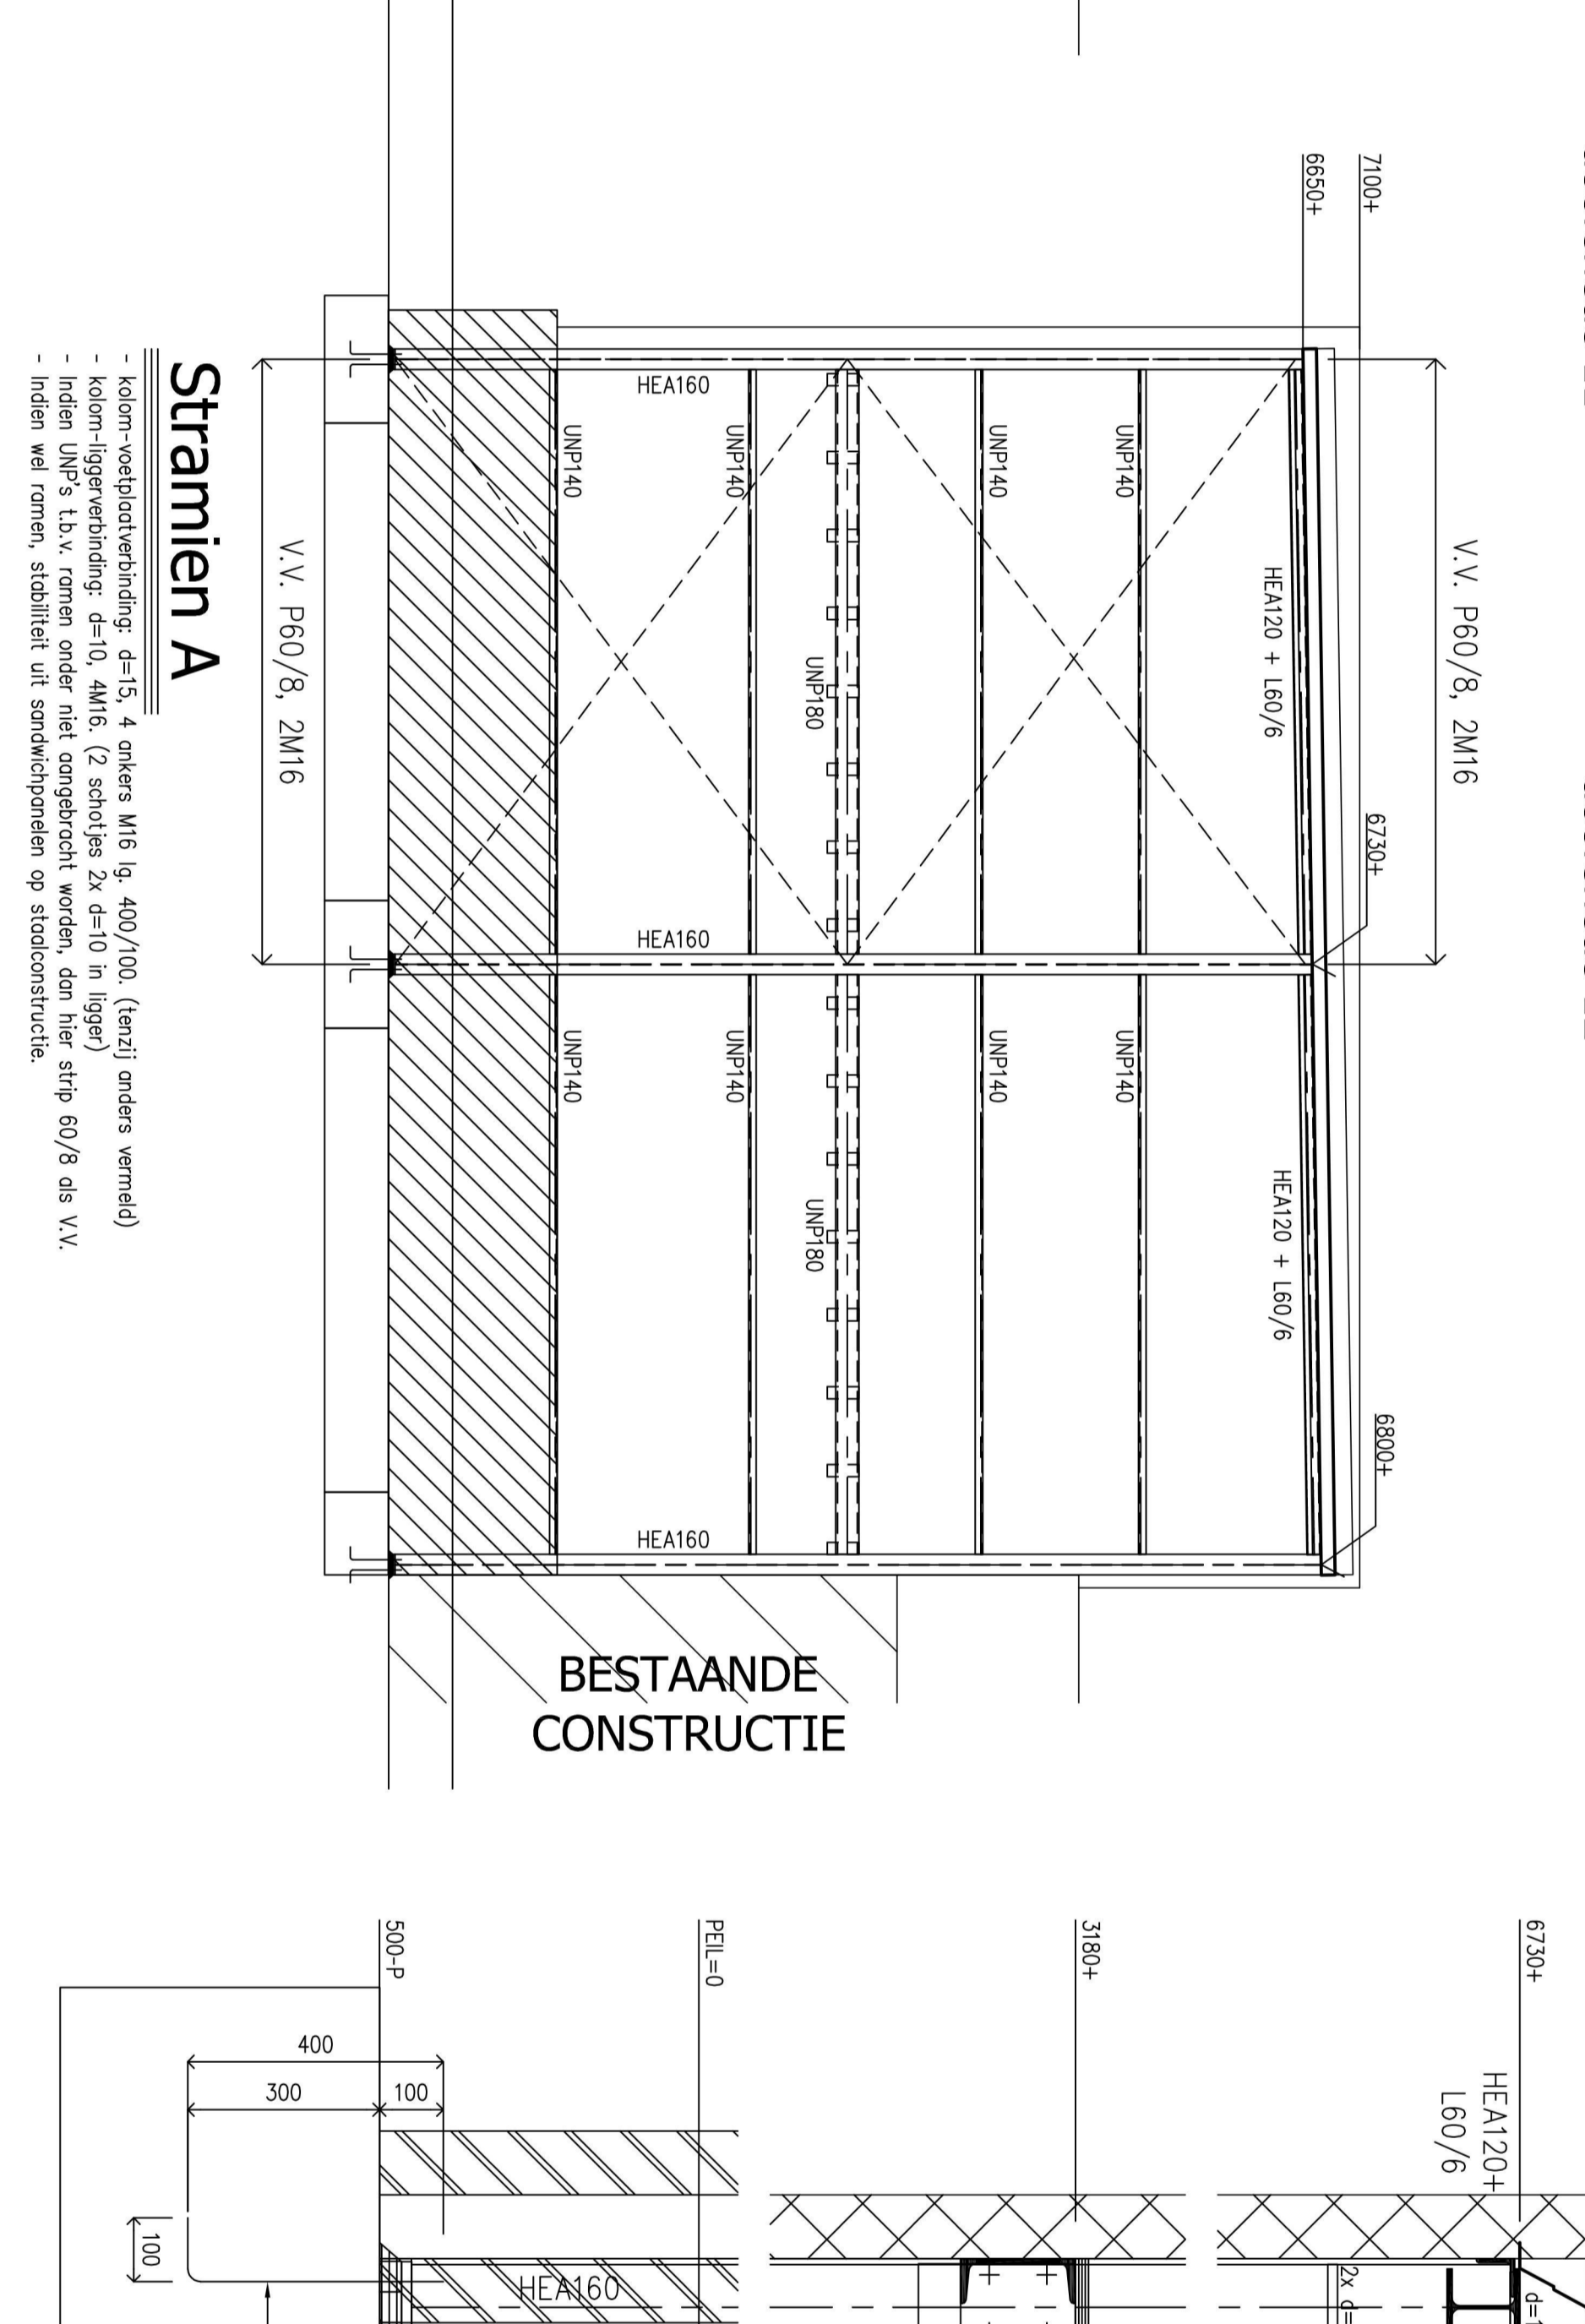 7100+
6650+
V.V. P60/8, 2M16
6730+
6800+
HEA120 + L60/6
HEA120 + L60/6
UNP140
UNP140
UNP140
UNP140
UNP180
UNP180
UNP140
UNP140
HEA160
HEA160
HEA160
UNP140
UNP140
BESTAANDE
CONSTRUCTIE
V.V. P60/8, 2M16
Stramien A
- kolom-voetplaatverbinding: d=15, 4 ankers M16 lg. 400/100. (tenzij anders vermeld)
- kolom-liggerverbinding: d=10, 4M16. (2 schotjes 2x d=10 in ligger)
- Indien UNP's t.b.v. ramen onder niet aangebracht worden, dan hier strip 60/8 als V.V.
- Indien wel ramen, stabiliteit uit sandwichpanelen op staalconstructie.
6730+
HEA120+
L60/6
3180+
PEIL=0
500-P
400
300
100
100
HEA160
2x d=